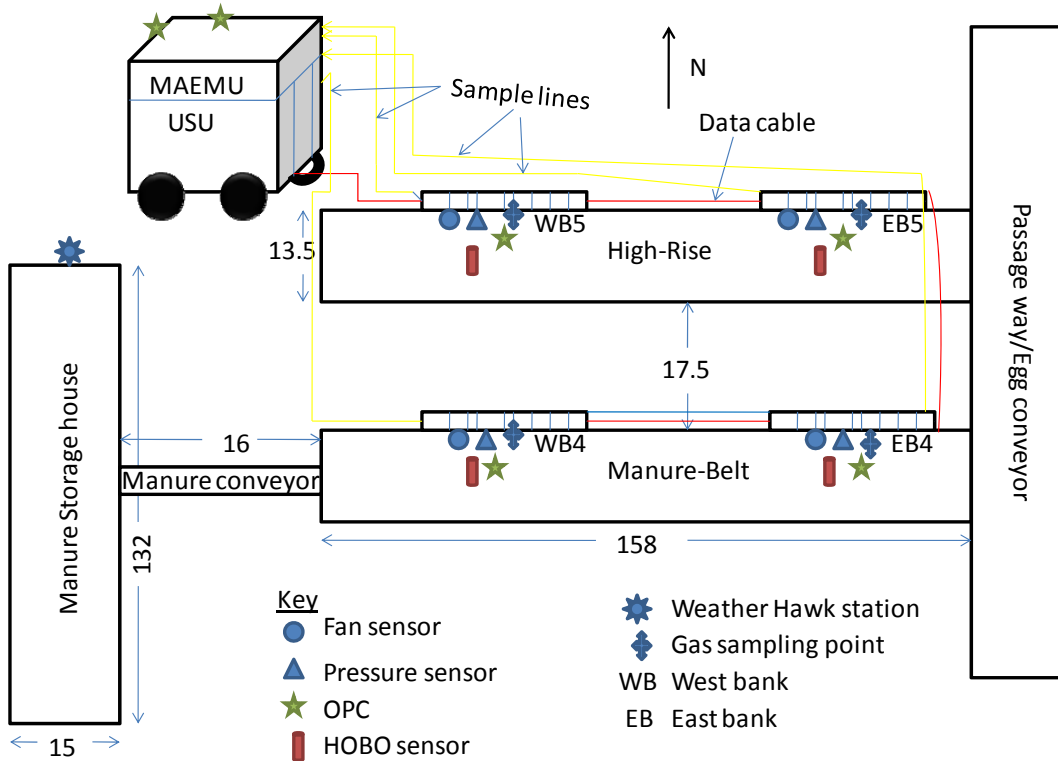 MAEMU
USU
Sample lines
N
Data cable
WB5
EB5
13.5
High-Rise
17.5
Passage way/Egg conveyor
16
WB4
EB4
Manure conveyor
Manure-Belt
Manure Storage house
132
158
15
Key
Fan sensor
Pressure sensor
OPC
HOBO sensor
Weather Hawk station
Gas sampling point
WB West bank
EB East bank